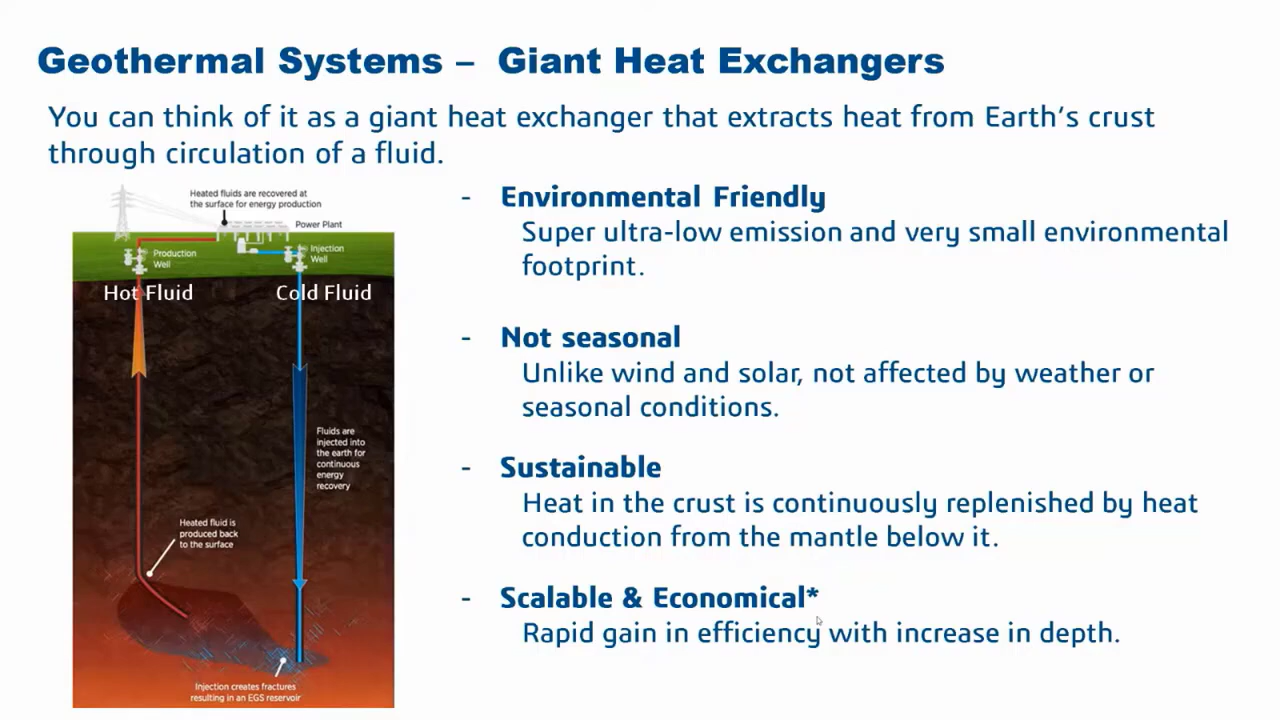 Geothermal Systems – Giant Heat Exchangers
You can think of it as a giant heat exchanger that extracts heat from Earth's crust
through circulation of a fluid.
Heated fluids are recovered at
the surface for energy production
Power Plant
Production
Well
Injection
Well
Hot Fluid
Cold Fluid
Fluids are
injected into
the earth for
continuous
energy
recovery
Heated fluid is
produced back
to the surface
Injection creates fractures
resulting in an EGS reservoir
- Environmental Friendly
Super ultra-low emission and very small environmental
footprint.
- Not seasonal
Unlike wind and solar, not affected by weather or
seasonal conditions.
- Sustainable
Heat in the crust is continuously replenished by heat
conduction from the mantle below it.
- Scalable & Economical*
Rapid gain in efficiency with increase in depth.